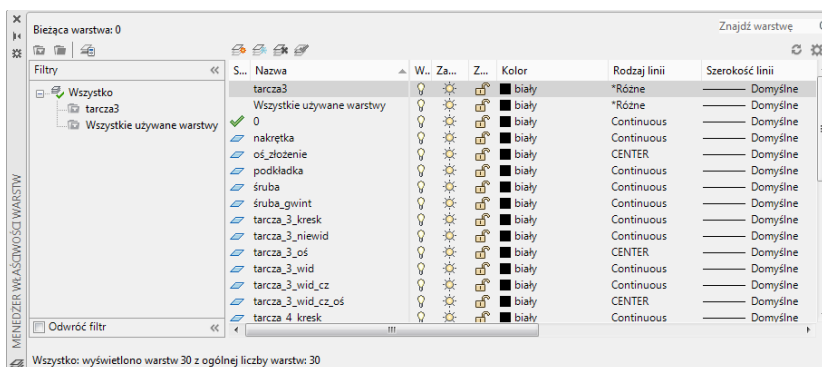 Bieżąca warstwa: 0
Znajdź warstwę
Filtry
Wszystko
tarcza3
Wszystkie używane warstwy
Odwróć filtr
S... Nazwa W.. Za... Z... Kolor Rodzaj linii Szerokość linii
tarcza3 biały *Różne Domyślne
Wszystkie używane warstwy biały *Różne Domyślne
0 biały Continuous Domyślne
nakrętka biały Continuous Domyślne
oś_złożenie biały CENTER Domyślne
podkładka biały Continuous Domyślne
śruba biały Continuous Domyślne
śruba_gwint biały Continuous Domyślne
tarcza_3_kresk biały Continuous Domyślne
tarcza_3_niewid biały Continuous Domyślne
tarcza_3_oś biały CENTER Domyślne
tarcza_3_wid biały Continuous Domyślne
tarcza_3_wid_cz biały Continuous Domyślne
tarcza_3_wid_cz_oś biały CENTER Domyślne
tarcza 4 kresk biały Continuous Domyślne
Wszystko: wyświetlono warstw 30 z ogólnej liczby warstw: 30
MENEDŻER WŁAŚCIWOŚCI WARSTW